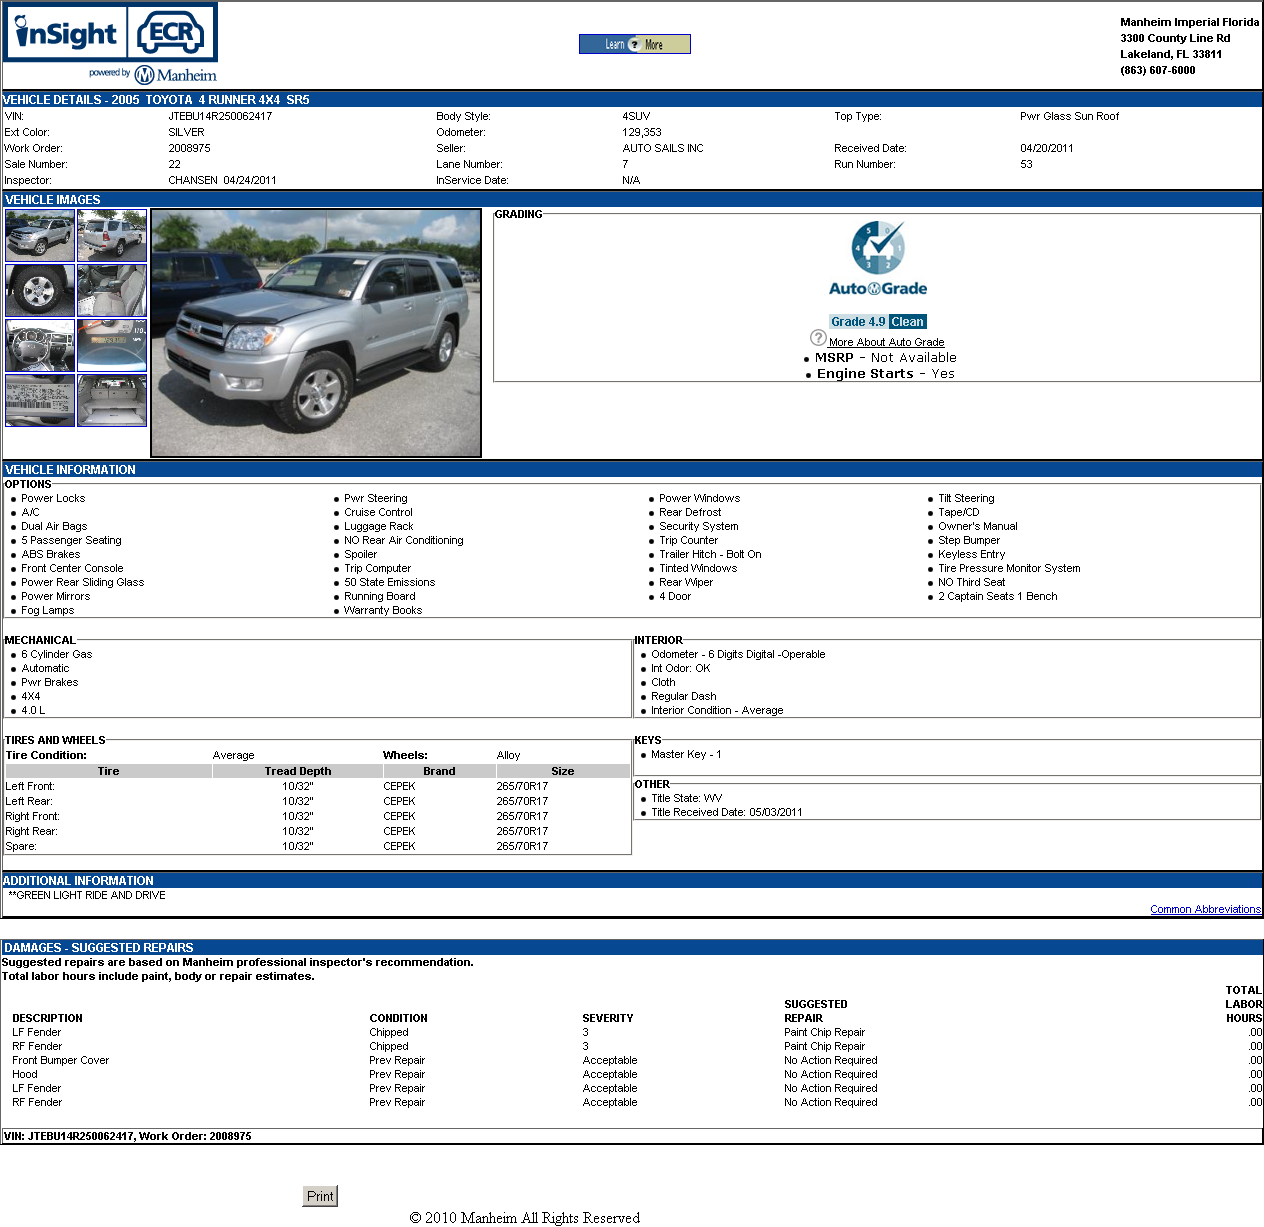 inSight ECR
powered by Manheim
Learn ? More
Manheim Imperial Florida
3300 County Line Rd
Lakeland, FL 33811
(863) 607-6000
VEHICLE DETAILS - 2005 TOYOTA 4 RUNNER 4X4 SR5
VIN: JTEBU14R250062417 Body Style: 4SUV Top Type: Pwr Glass Sun Roof
Ext Color: SILVER Odometer: 129,353
Work Order: 2008975 Seller: AUTO SAILS INC Received Date: 04/20/2011
Sale Number: 22 Lane Number: 7 Run Number: 53
Inspector: CHANSEN 04/24/2011 InService Date: N/A
VEHICLE IMAGES
GRADING
5 0 4 1 3 2
AutoGrade
Grade 4.9 Clean
? More About Auto Grade
MSRP - Not Available
Engine Starts - Yes
VEHICLE INFORMATION
OPTIONS
Power Locks Pwr Steering Power Windows Tilt Steering
A/C Cruise Control Rear Defrost Tape/CD
Dual Air Bags Luggage Rack Security System Owner's Manual
5 Passenger Seating NO Rear Air Conditioning Trip Counter Step Bumper
ABS Brakes Spoiler Trailer Hitch - Bolt On Keyless Entry
Front Center Console Trip Computer Tinted Windows Tire Pressure Monitor System
Power Rear Sliding Glass 50 State Emissions Rear Wiper NO Third Seat
Power Mirrors Running Board 4 Door 2 Captain Seats 1 Bench
Fog Lamps Warranty Books
MECHANICAL
6 Cylinder Gas
Automatic
Pwr Brakes
4X4
4.0 L
INTERIOR
Odometer - 6 Digits Digital -Operable
Int Odor: OK
Cloth
Regular Dash
Interior Condition - Average
TIRES AND WHEELS
Tire Condition: Average Wheels: Alloy
Tire Tread Depth Brand Size
Left Front: 10/32" CEPEK 265/70R17
Left Rear: 10/32" CEPEK 265/70R17
Right Front: 10/32" CEPEK 265/70R17
Right Rear: 10/32" CEPEK 265/70R17
Spare: 10/32" CEPEK 265/70R17
KEYS
Master Key - 1
OTHER
Title State: WV
Title Received Date: 05/03/2011
ADDITIONAL INFORMATION
**GREEN LIGHT RIDE AND DRIVE
Common Abbreviations
DAMAGES - SUGGESTED REPAIRS
Suggested repairs are based on Manheim professional inspector's recommendation.
Total labor hours include paint, body or repair estimates.
DESCRIPTION CONDITION SEVERITY SUGGESTED REPAIR TOTAL LABOR HOURS
LF Fender Chipped 3 Paint Chip Repair .00
RF Fender Chipped 3 Paint Chip Repair .00
Front Bumper Cover Prev Repair Acceptable No Action Required .00
Hood Prev Repair Acceptable No Action Required .00
LF Fender Prev Repair Acceptable No Action Required .00
RF Fender Prev Repair Acceptable No Action Required .00
VIN: JTEBU14R250062417, Work Order: 2008975
Print
© 2010 Manheim All Rights Reserved